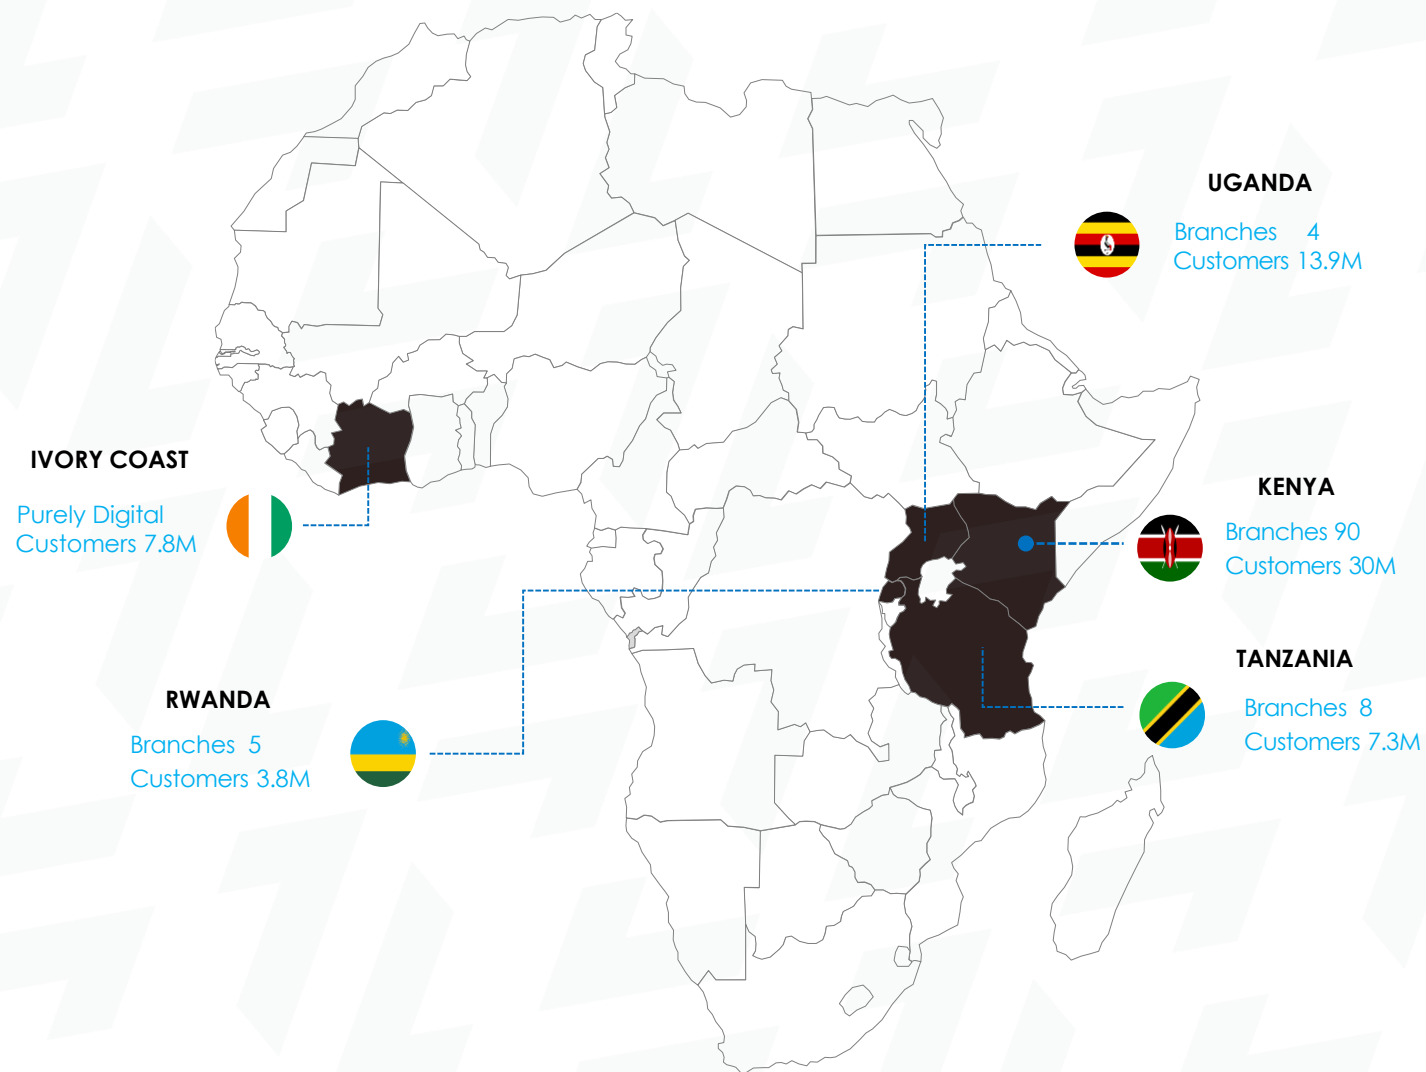 UGANDA
Branches 4
Customers 13.9M
IVORY COAST
Purely Digital
Customers 7.8M
KENYA
Branches 90
Customers 30M
TANZANIA
Branches 8
Customers 7.3M
RWANDA
Branches 5
Customers 3.8M